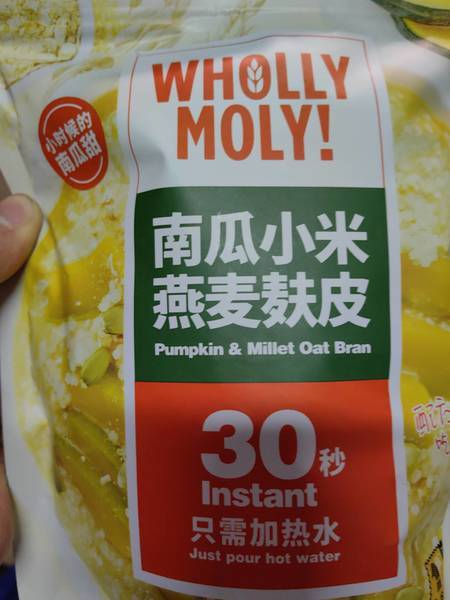 WHOLLY
MOLY!
小时候的
南瓜甜
南瓜小米
燕麦麸皮
Pumpkin & Millet Oat Bran
30秒
Instant
只需加热水
Just pour hot water